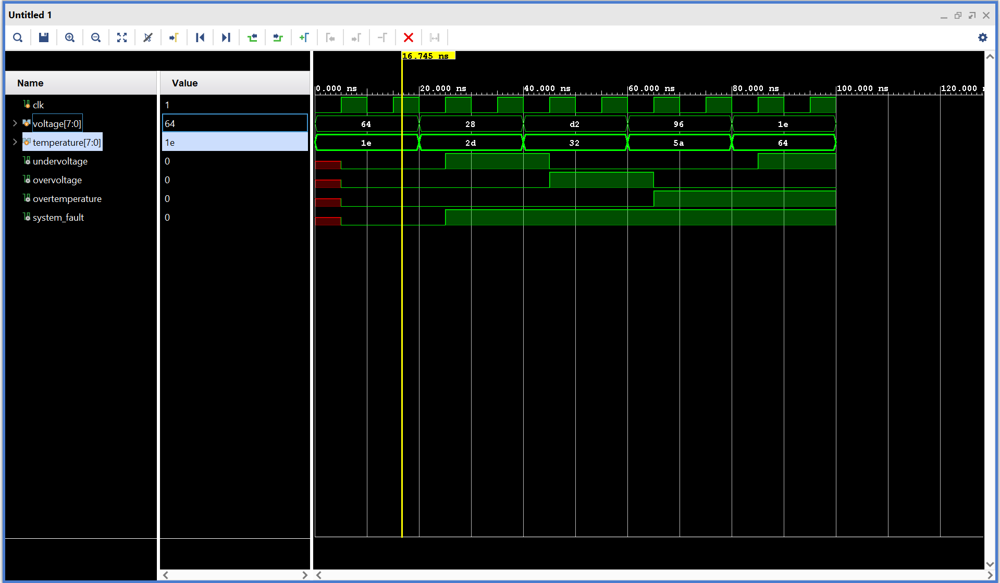 Untitled 1
16.745 ns
Name Value
0.000 ns 20.000 ns 40.000 ns 60.000 ns 80.000 ns 100.000 ns 120.000
clk 1
voltage[7:0] 64 64 28 d2 96 1e
temperature[7:0] 1e 1e 2d 32 5a 64
undervoltage 0
overvoltage 0
overtemperature 0
system_fault 0